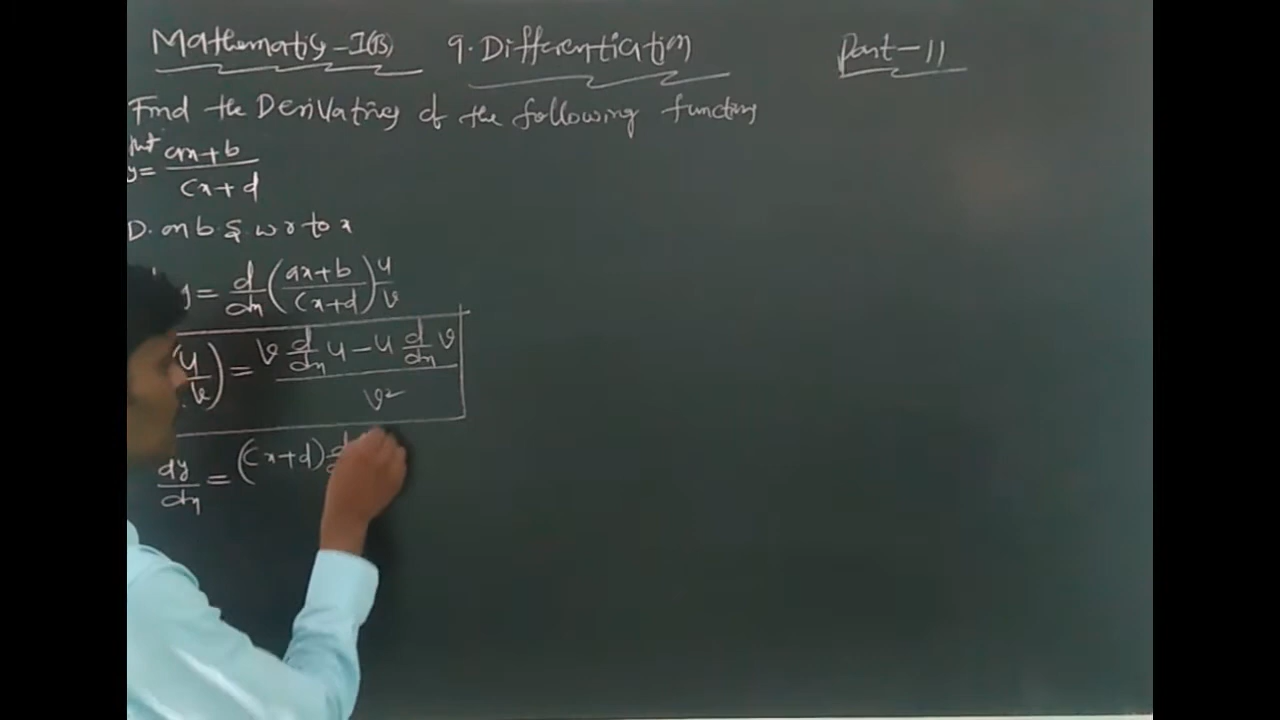 Mathematics-I(B) 9. Differentiation Part-11
Find the Derivatives of the following functions
y = ax+b / cx+d
D. on b.s w r to x
y = d/dx (ax+b / cx+d) u/v
(u/v) = v d/dx u - u d/dx v / v²
dy/dx = (cx+d) d